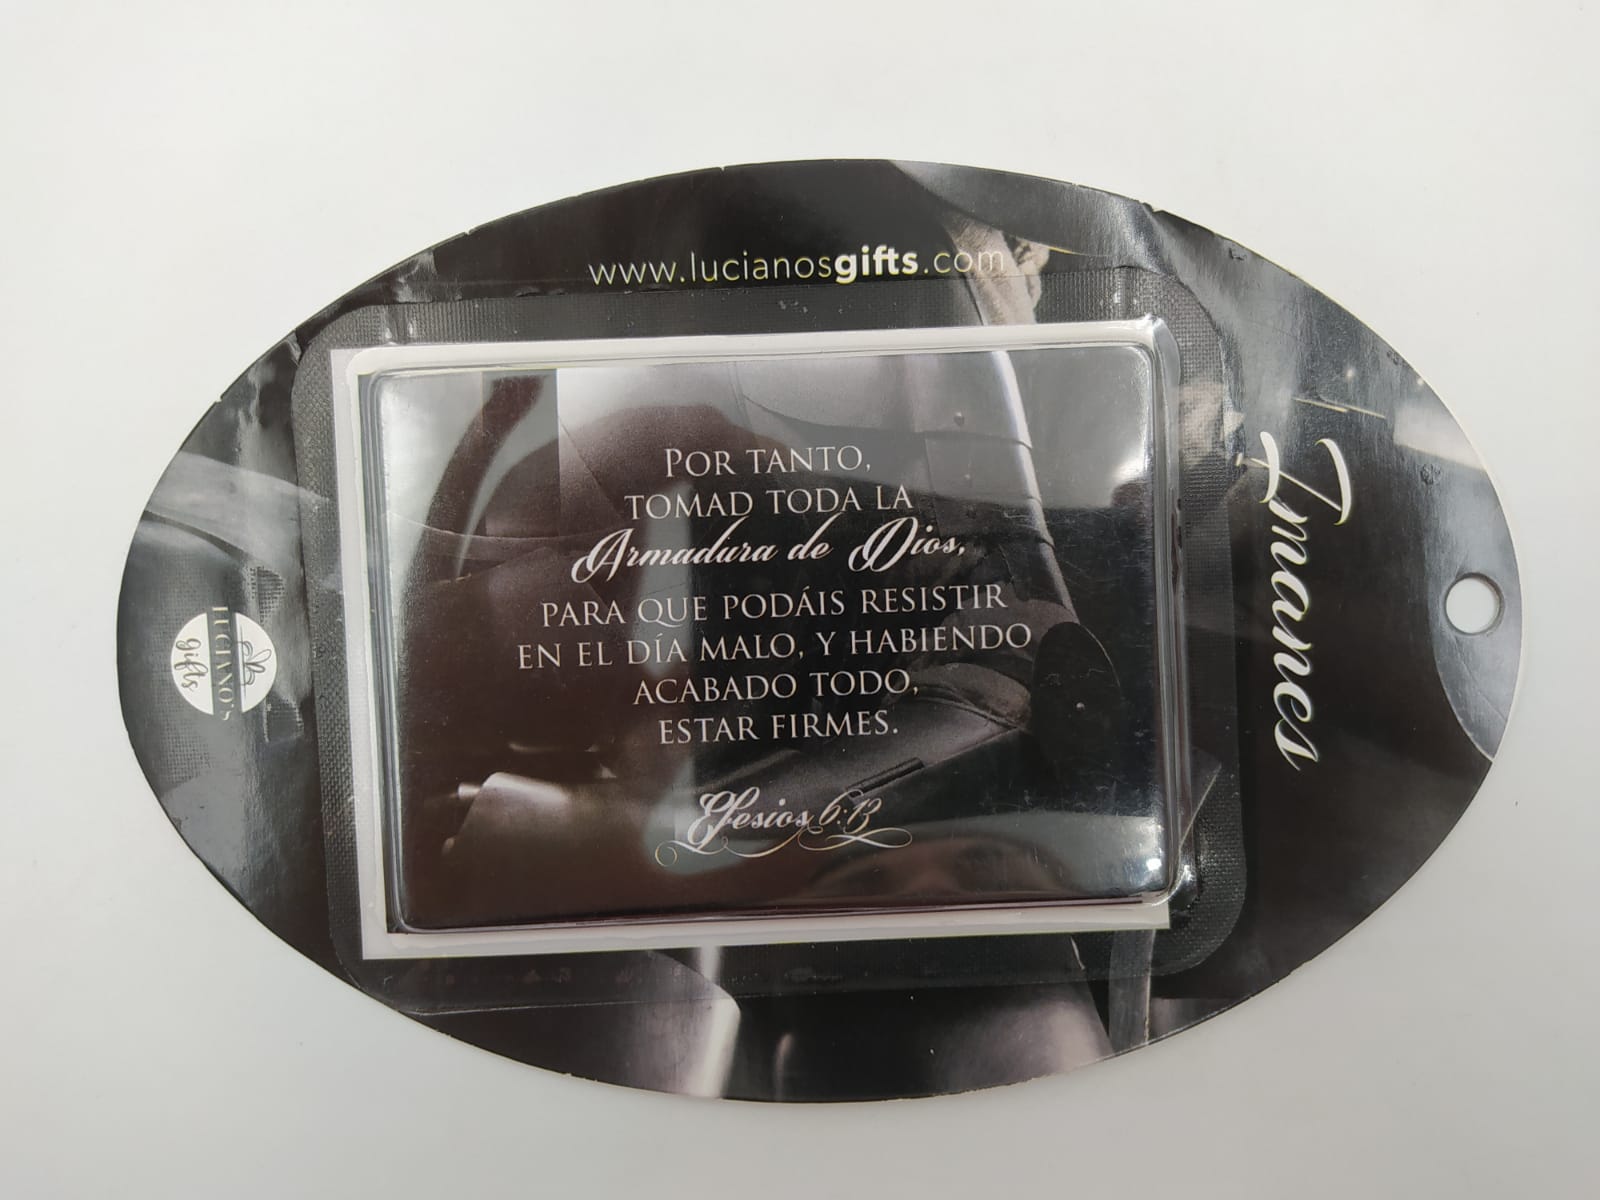 www.lucianosgifts.com
POR TANTO,
TOMAD TODA LA
Armadura de Dios,
PARA QUE PODÁIS RESISTIR
EN EL DÍA MALO, Y HABIENDO
ACABADO TODO,
ESTAR FIRMES.
Efesios 6:13
Imanes
LUCIANO'S
gifts